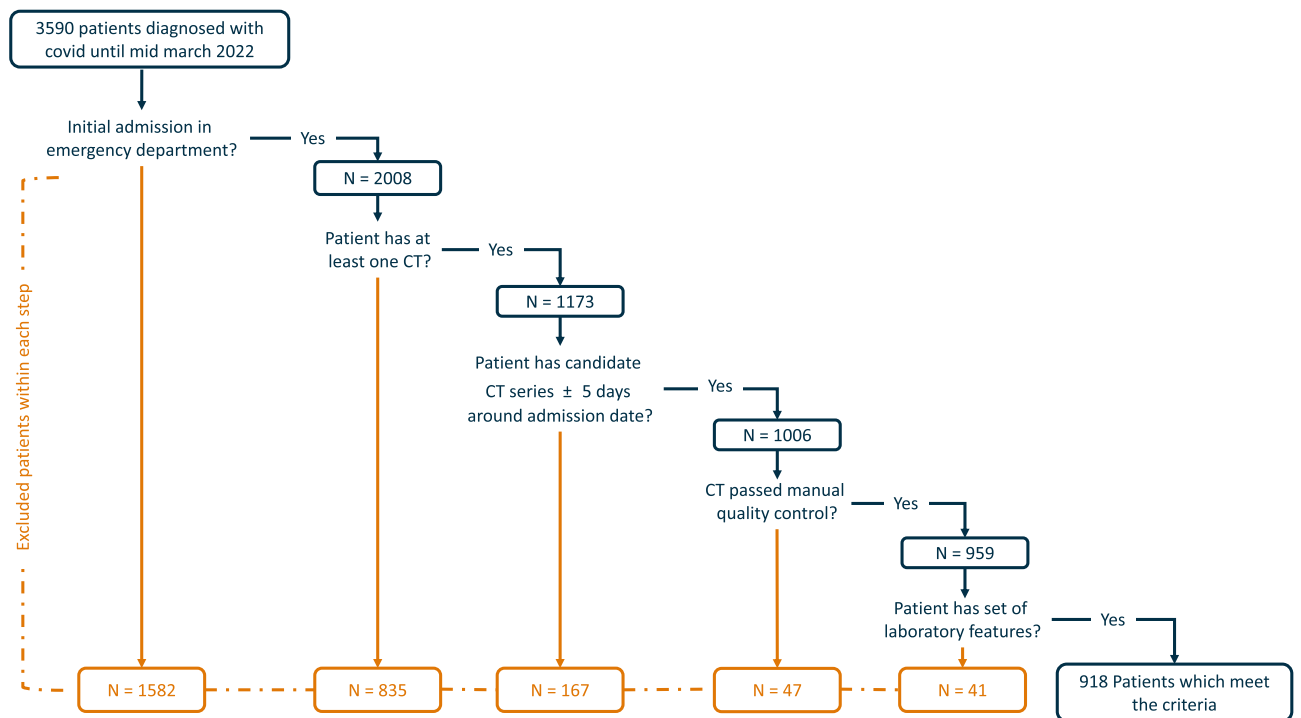 3590 patients diagnosed with
covid until mid march 2022
Initial admission in
emergency department?
Yes
N = 2008
Patient has at
least one CT?
Yes
N = 1173
Patient has candidate
CT series ± 5 days
around admission date?
Yes
N = 1006
CT passed manual
quality control?
Yes
N = 959
Patient has set of
laboratory features?
Yes
918 Patients which meet
the criteria
Excluded patients within each step
N = 1582
N = 835
N = 167
N = 47
N = 41